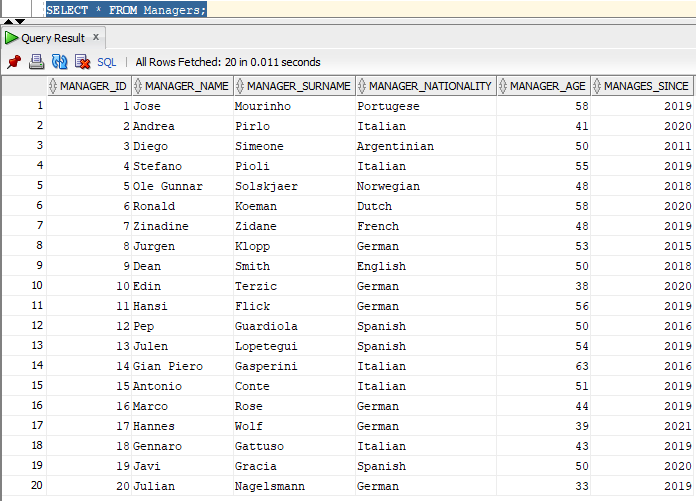 SELECT * FROM Managers;
Query Result x
SQL | All Rows Fetched: 20 in 0.011 seconds
MANAGER_ID MANAGER_NAME MANAGER_SURNAME MANAGER_NATIONALITY MANAGER_AGE MANAGES_SINCE
1 1 Jose Mourinho Portugese 58 2019
2 2 Andrea Pirlo Italian 41 2020
3 3 Diego Simeone Argentinian 50 2011
4 4 Stefano Pioli Italian 55 2019
5 5 Ole Gunnar Solskjaer Norwegian 48 2018
6 6 Ronald Koeman Dutch 58 2020
7 7 Zinadine Zidane French 48 2019
8 8 Jurgen Klopp German 53 2015
9 9 Dean Smith English 50 2018
10 10 Edin Terzic German 38 2020
11 11 Hansi Flick German 56 2019
12 12 Pep Guardiola Spanish 50 2016
13 13 Julen Lopetegui Spanish 54 2019
14 14 Gian Piero Gasperini Italian 63 2016
15 15 Antonio Conte Italian 51 2019
16 16 Marco Rose German 44 2019
17 17 Hannes Wolf German 39 2021
18 18 Gennaro Gattuso Italian 43 2019
19 19 Javi Gracia Spanish 50 2020
20 20 Julian Nagelsmann German 33 2019